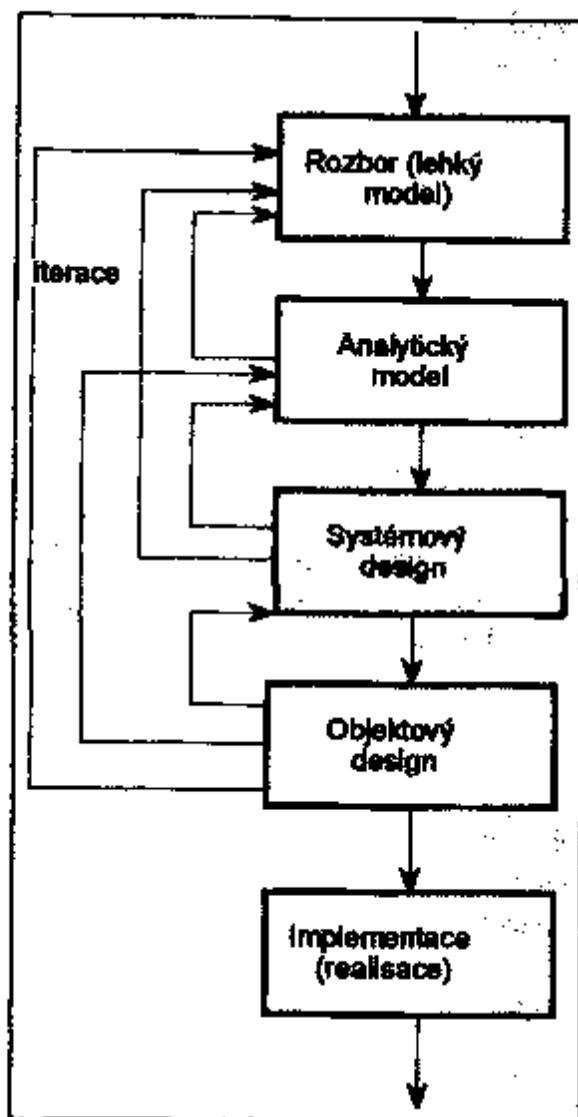 Rozbor (lehký
model)
iterace
Analytický
model
Systémový
design
Objektový
design
Implementace
(realisace)